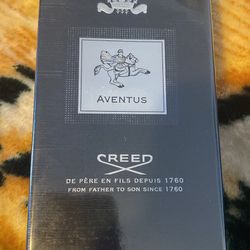 AVENTUS
CREED
DE PÈRE EN FILS DEPUIS 1760
FROM FATHER TO SON SINCE 1760